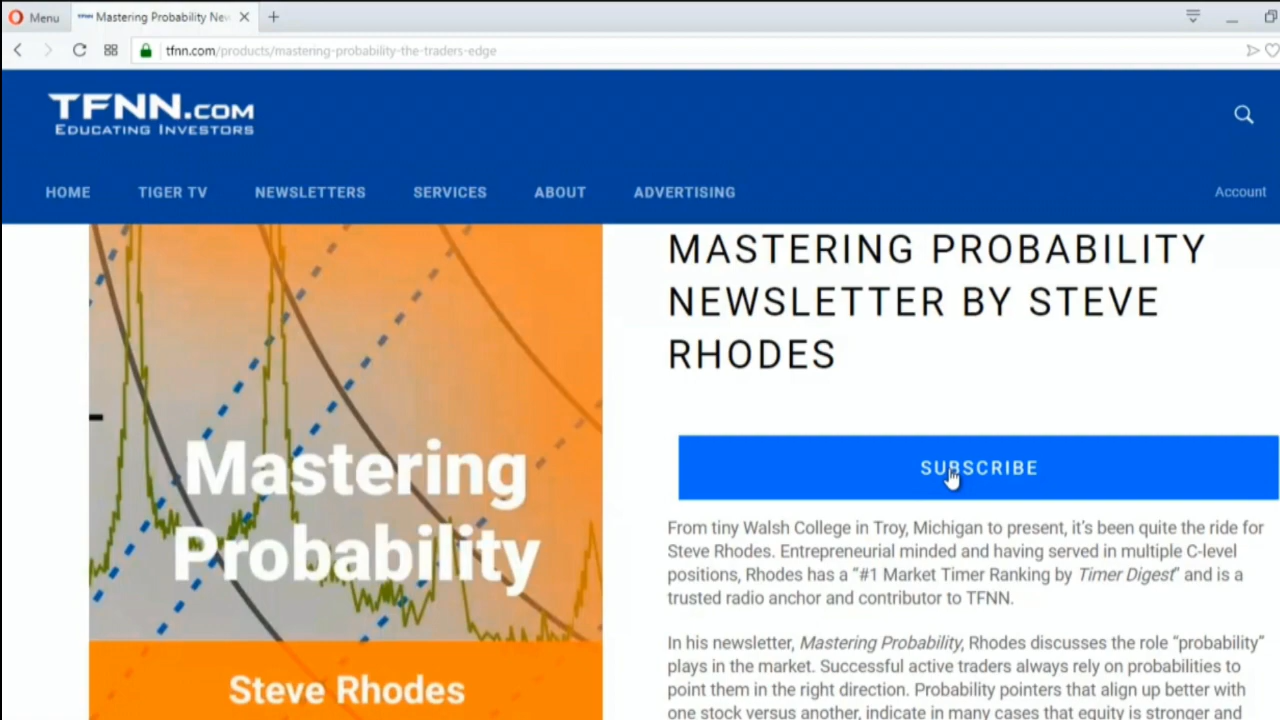 Menu
Mastering Probability New
tfnn.com/products/mastering-probability-the-traders-edge
TFNN.COM
EDUCATING INVESTORS
HOME TIGER TV NEWSLETTERS SERVICES ABOUT ADVERTISING Account
Mastering
Probability
Steve Rhodes
MASTERING PROBABILITY
NEWSLETTER BY STEVE
RHODES
SUBSCRIBE
From tiny Walsh College in Troy, Michigan to present, it's been quite the ride for
Steve Rhodes. Entrepreneurial minded and having served in multiple C-level
positions, Rhodes has a “#1 Market Timer Ranking by Timer Digest” and is a
trusted radio anchor and contributor to TFNN.
In his newsletter, Mastering Probability, Rhodes discusses the role “probability”
plays in the market. Successful active traders always rely on probabilities to
point them in the right direction. Probability pointers that align up better with
one stock versus another, indicate in many cases that equity is stronger and